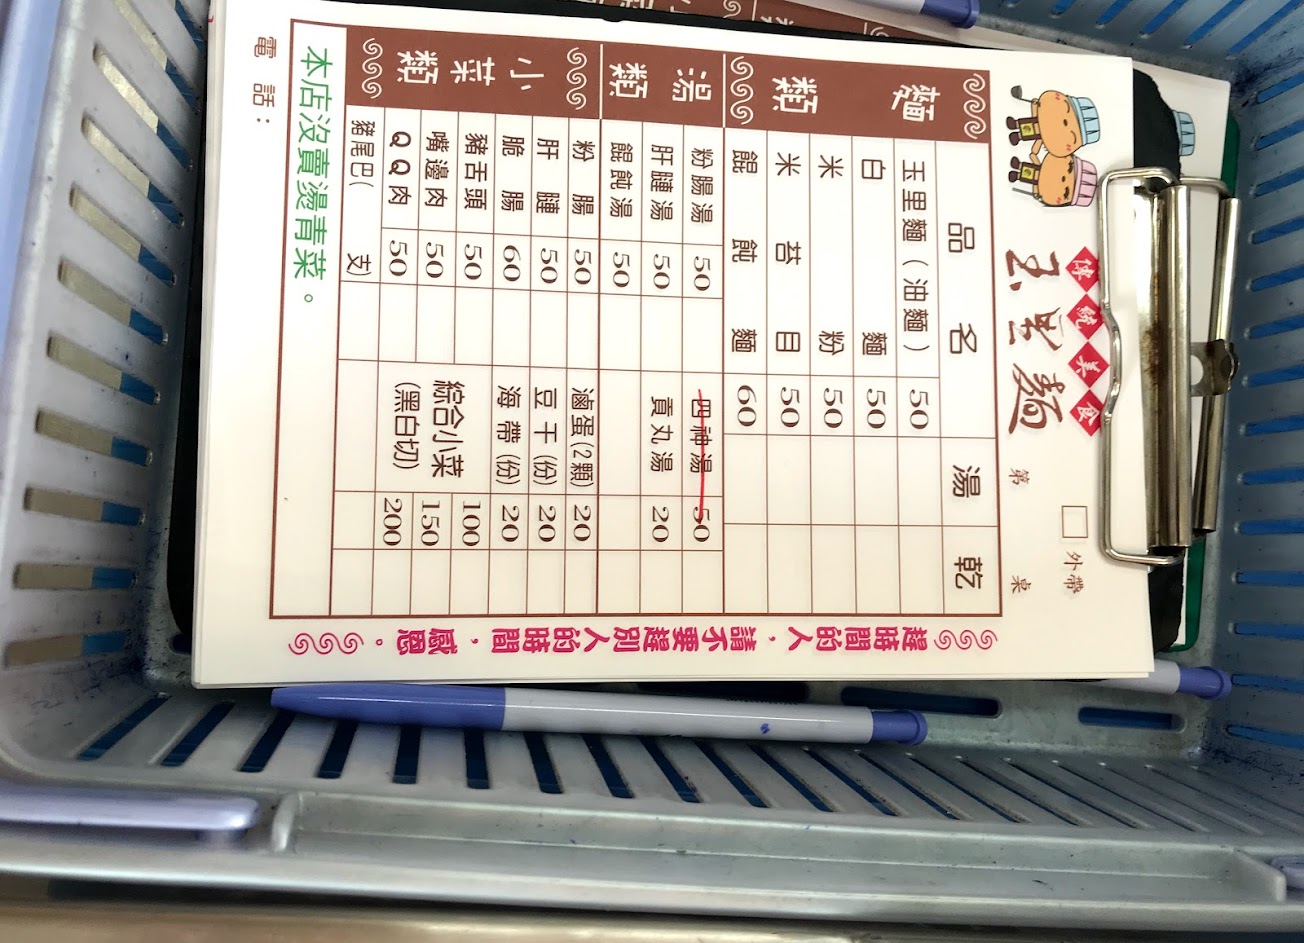 傳統美食
玉里麵
□外帶
第 桌
品名 湯 乾
麵類
玉里麵(油麵) 50
白麵 50
米粉 50
米苔目 50
餛飩麵 60
湯類
粉腸湯 50 四神湯 50
肝腱湯 50 貢丸湯 20
餛飩湯 50
小菜類
粉腸 50 滷蛋(2顆) 20
肝腱 50 豆干(份) 20
脆腸 60 海帶(份) 20
豬舌頭 50 綜合小菜 100
嘴邊肉 50 (黑白切) 150
QQ肉 50 200
豬尾巴( 支)
本店沒賣燙青菜。
電話:
趕時間的人,請不要趕別人的時間,感恩。